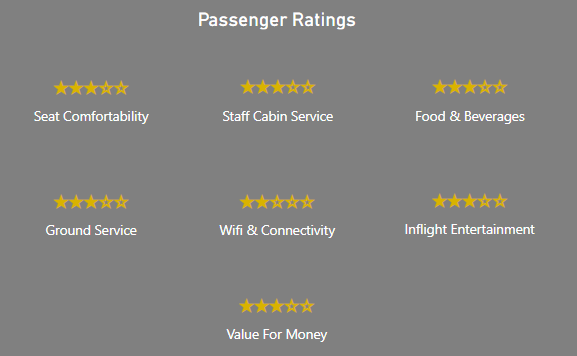 Passenger Ratings
★★★☆☆ ★★★☆☆ ★★★☆☆
Seat Comfortability Staff Cabin Service Food & Beverages
★★★☆☆ ★★☆☆☆ ★★★☆☆
Ground Service Wifi & Connectivity Inflight Entertainment
★★★☆☆
Value For Money